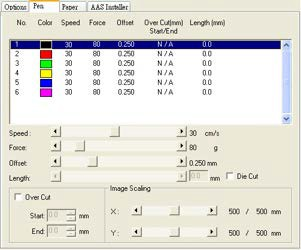 Options Pen Paper AAS Installer
No. Color Speed Force Offset Over Cut(mm) Length (mm)
Start/End
1 30 80 0.250 N / A 0.0
2 30 80 0.250 N / A 0.0
3 30 80 0.250 N / A 0.0
4 30 80 0.250 N / A 0.0
5 30 80 0.250 N / A 0.0
6 30 80 0.250 N / A 0.0
Speed : 30 cm/s
Force: 80 g
Offset: 0.250 mm
Length: 0.0 mm Die Cut
Over Cut Image Scaling
Start: 0.0 mm X : 500 / 500 mm
End: 0.0 mm Y : 500 / 500 mm